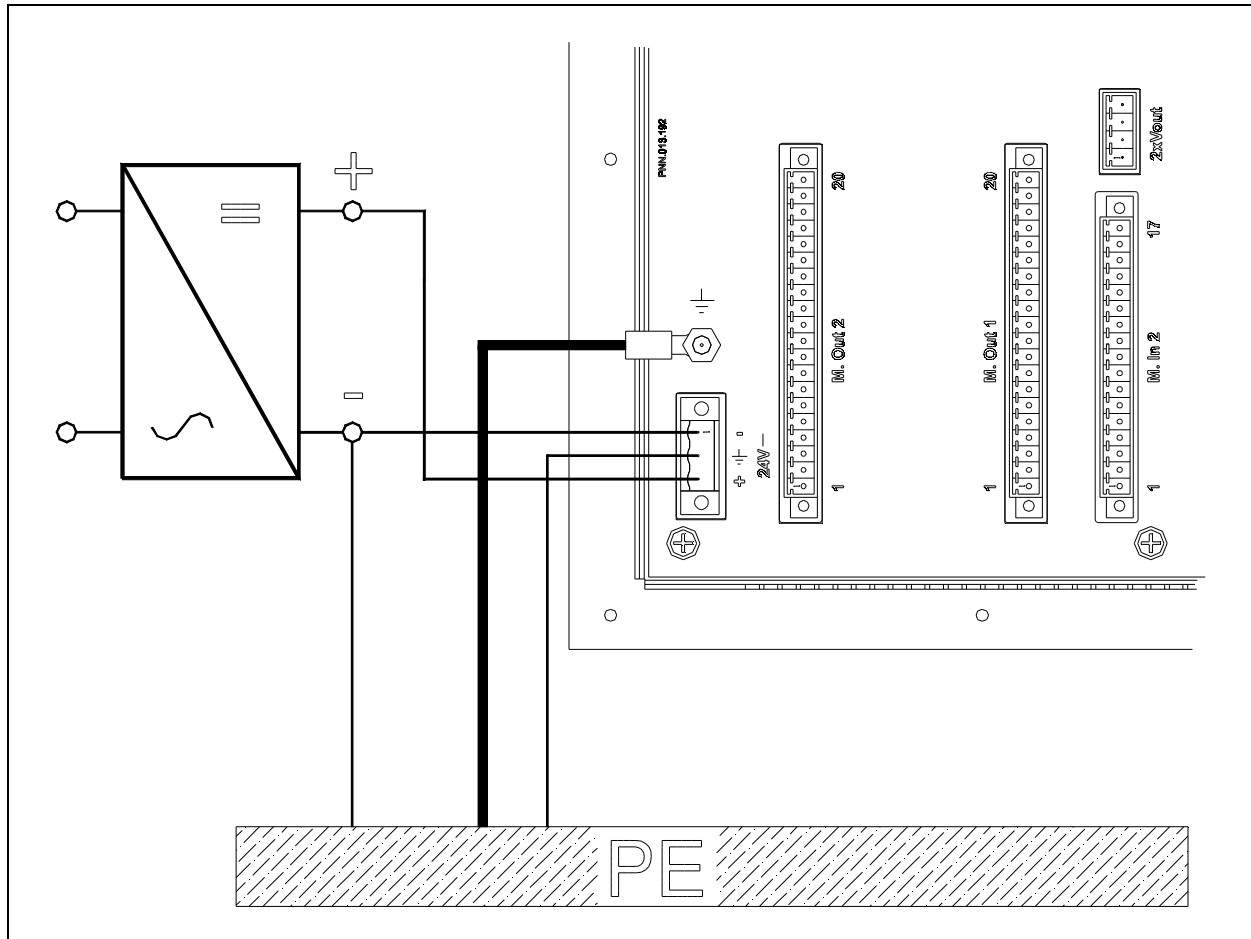 PNN.013.192
2xVout
20
20
17
M. Out 2
M. Out 1
M. In 2
+
-
-
+
24V
1
1
1
PE